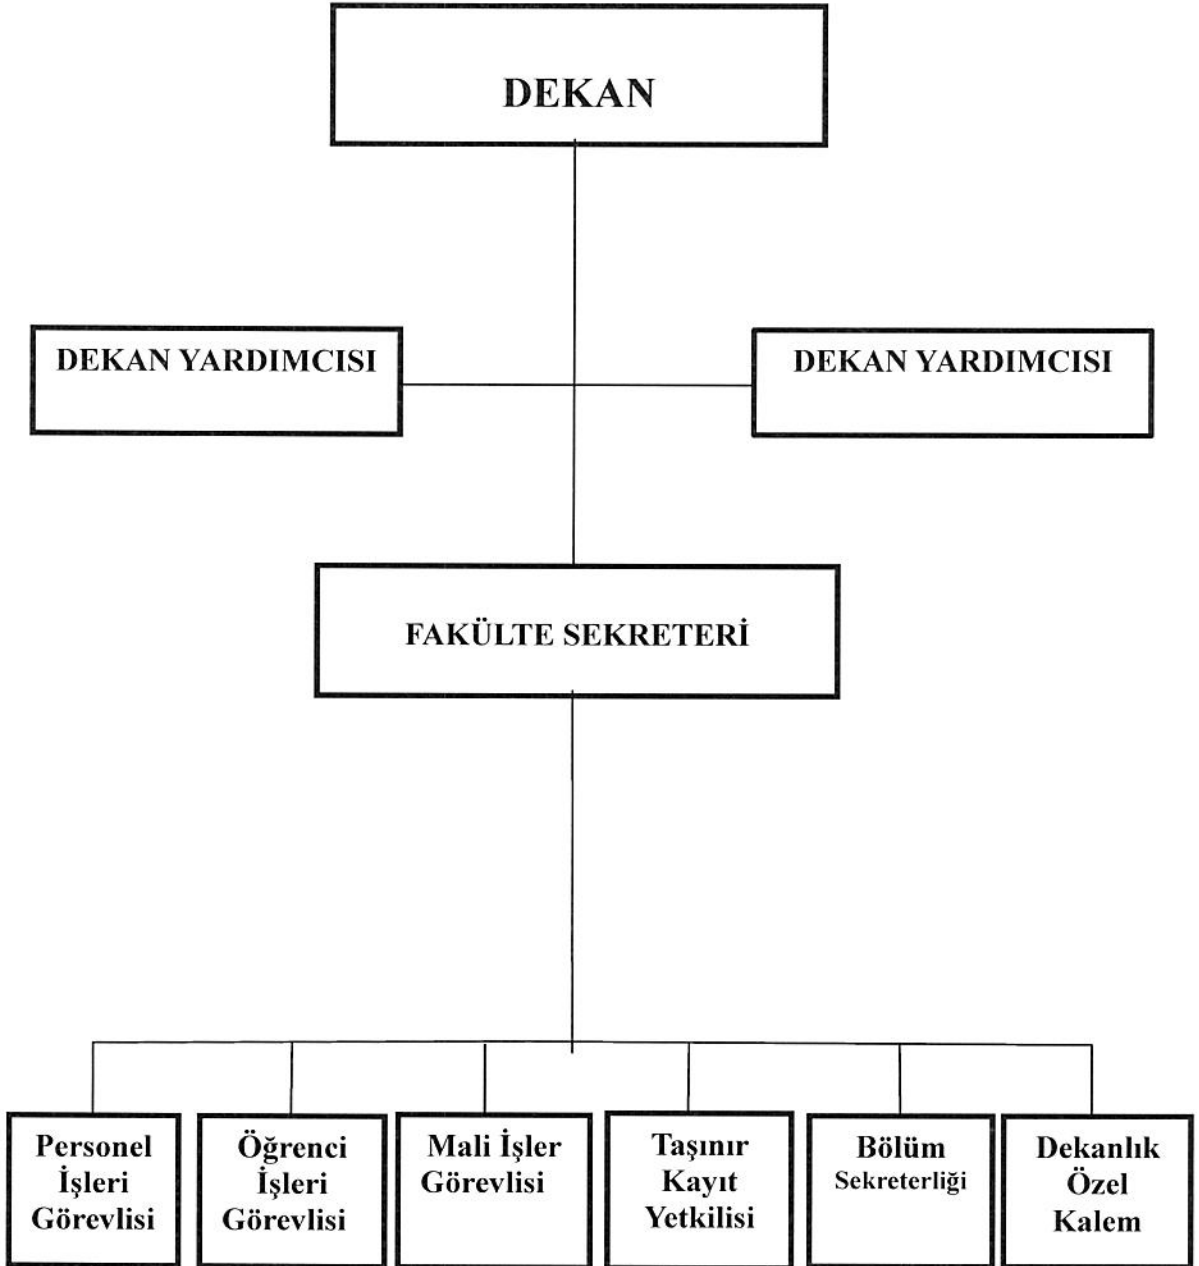 DEKAN
DEKAN YARDIMCISI
DEKAN YARDIMCISI
FAKÜLTE SEKRETERİ
Personel
İşleri
Görevlisi
Öğrenci
İşleri
Görevlisi
Mali İşler
Görevlisi
Taşınır
Kayıt
Yetkilisi
Bölüm
Sekreterliği
Dekanlık
Özel
Kalem